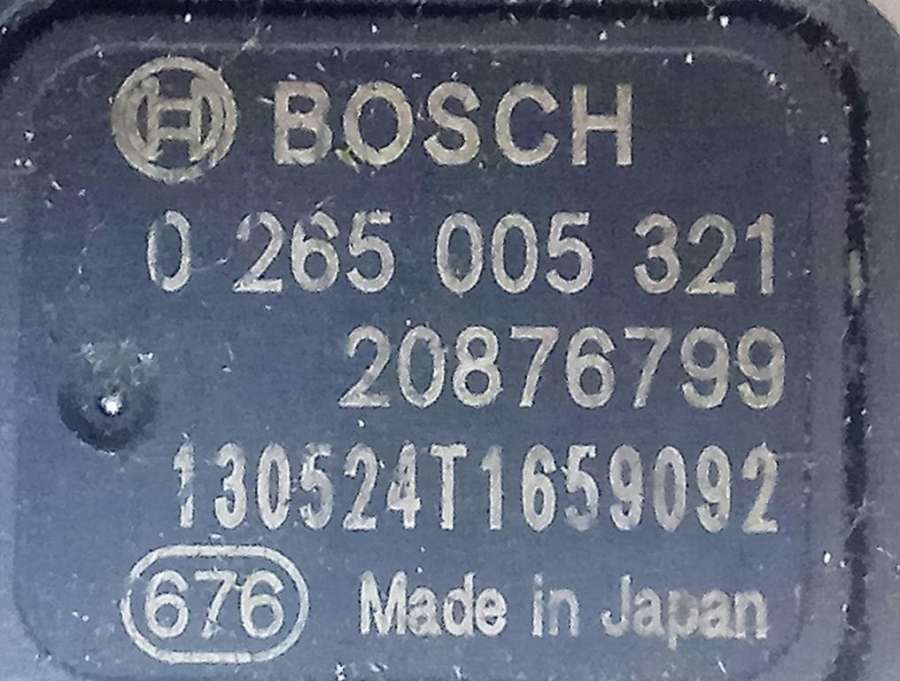 BOSCH
0 265 005 321
20876799
130524T1659092
676 Made in Japan